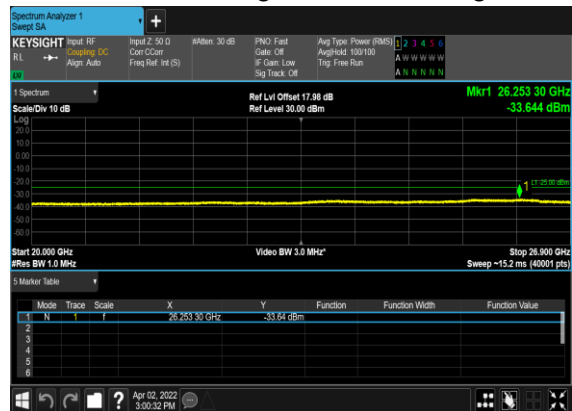 Spectrum Analyzer 1
Swept SA
+
KEYSIGHT Input: RF Input Z: 50 Ω #Atten: 30 dB PNO: Fast Avg Type: Power (RMS) 1 2 3 4 5 6
RL Coupling: DC Corr CCorr Gate: Off Avg|Hold: 100/100 A W W W W W
Align: Auto Freq Ref: Int (S) IF Gain: Low Trig: Free Run
Sig Track: Off A N N N N N
1 Spectrum Ref Lvl Offset 17.98 dB Mkr1 26.253 30 GHz
Scale/Div 10 dB Ref Level 30.00 dBm -33.644 dBm
Log
20.0
10.0
0.00
-10.0
-20.0
1 L1 -25.00 dBm
-30.0
-40.0
-50.0
-60.0
Start 20.000 GHz Video BW 3.0 MHz* Stop 26.900 GHz
#Res BW 1.0 MHz Sweep ~15.2 ms (40001 pts)
5 Marker Table
Mode Trace Scale X Y Function Function Width Function Value
1 N 1 f 26.253 30 GHz -33.64 dBm
2
3
4
5
6
? Apr 02, 2022
3:00:32 PM